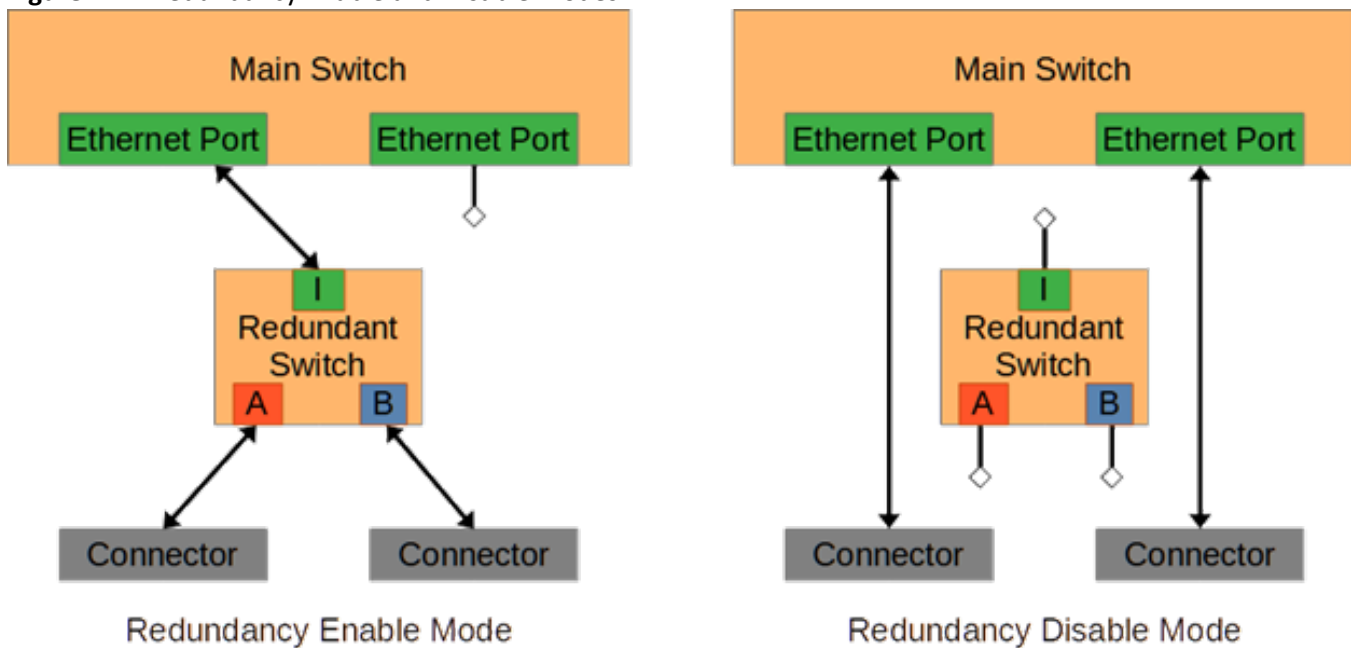 Main Switch
Ethernet Port
Ethernet Port
I
Redundant
Switch
A
B
Connector
Connector
Redundancy Enable Mode
Main Switch
Ethernet Port
Ethernet Port
I
Redundant
Switch
A
B
Connector
Connector
Redundancy Disable Mode